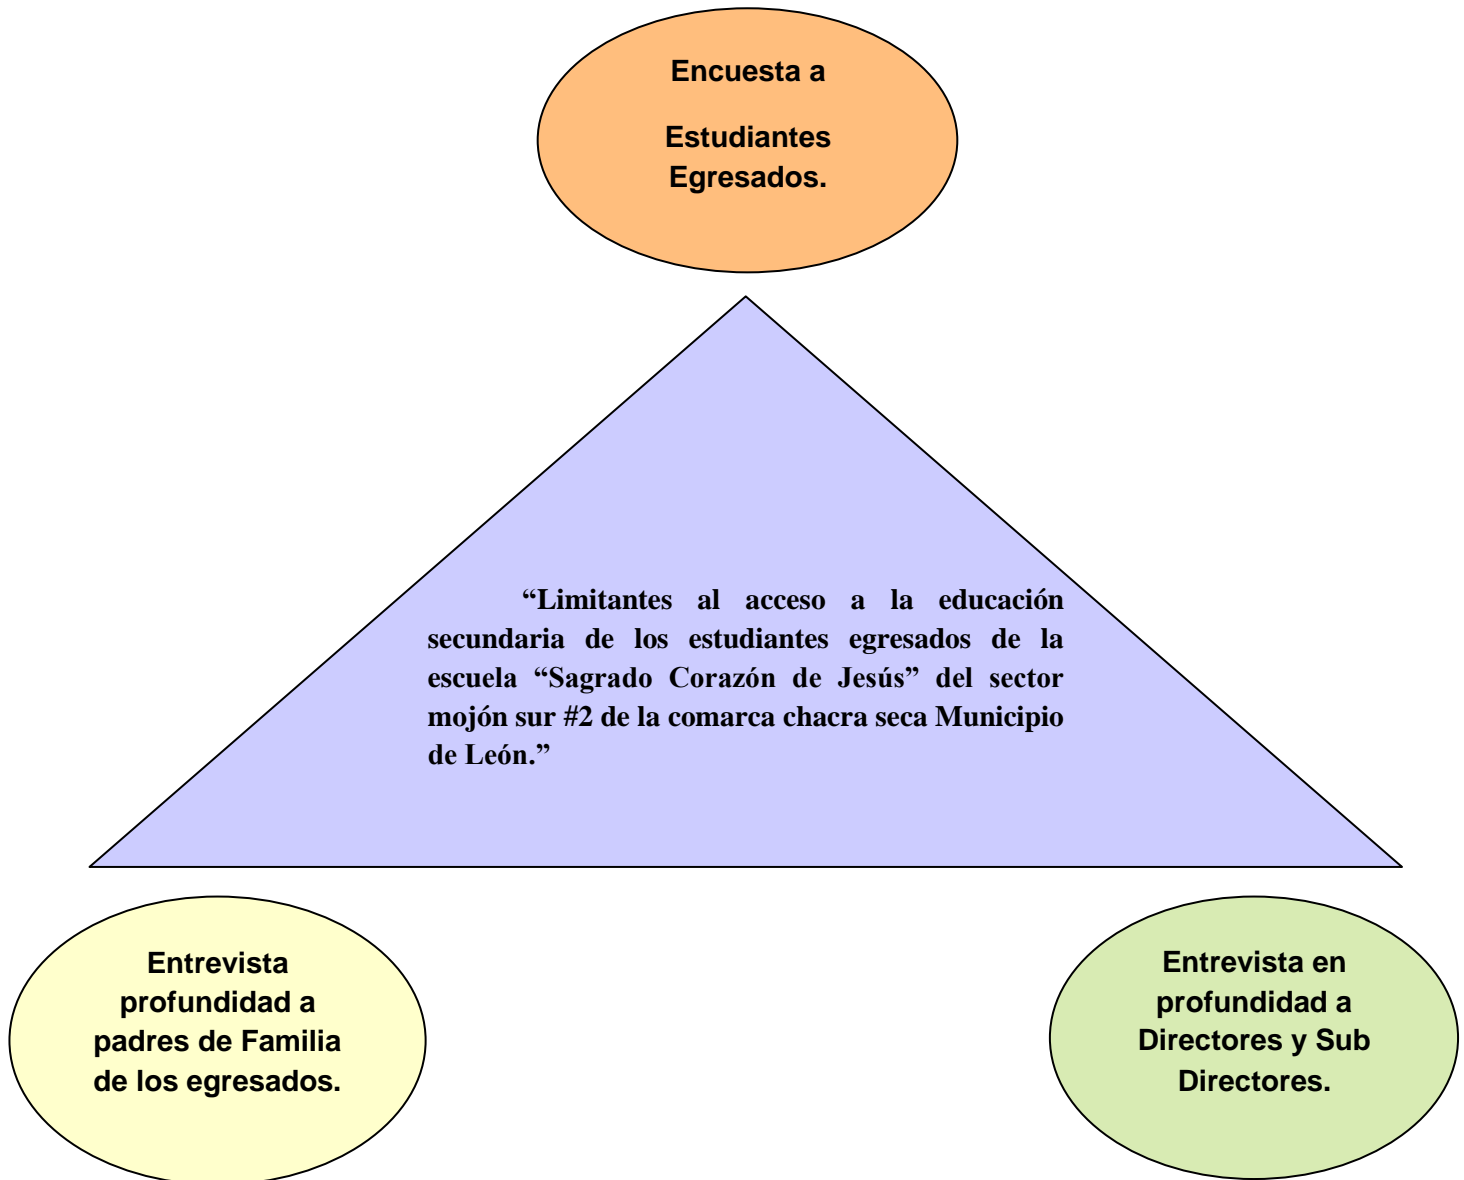 Encuesta a
Estudiantes
Egresados.
“Limitantes al acceso a la educación
secundaria de los estudiantes egresados de la
escuela “Sagrado Corazón de Jesús” del sector
mojón sur #2 de la comarca chacra seca Municipio
de León.”
Entrevista
profundidad a
padres de Familia
de los egresados.
Entrevista en
profundidad a
Directores y Sub
Directores.